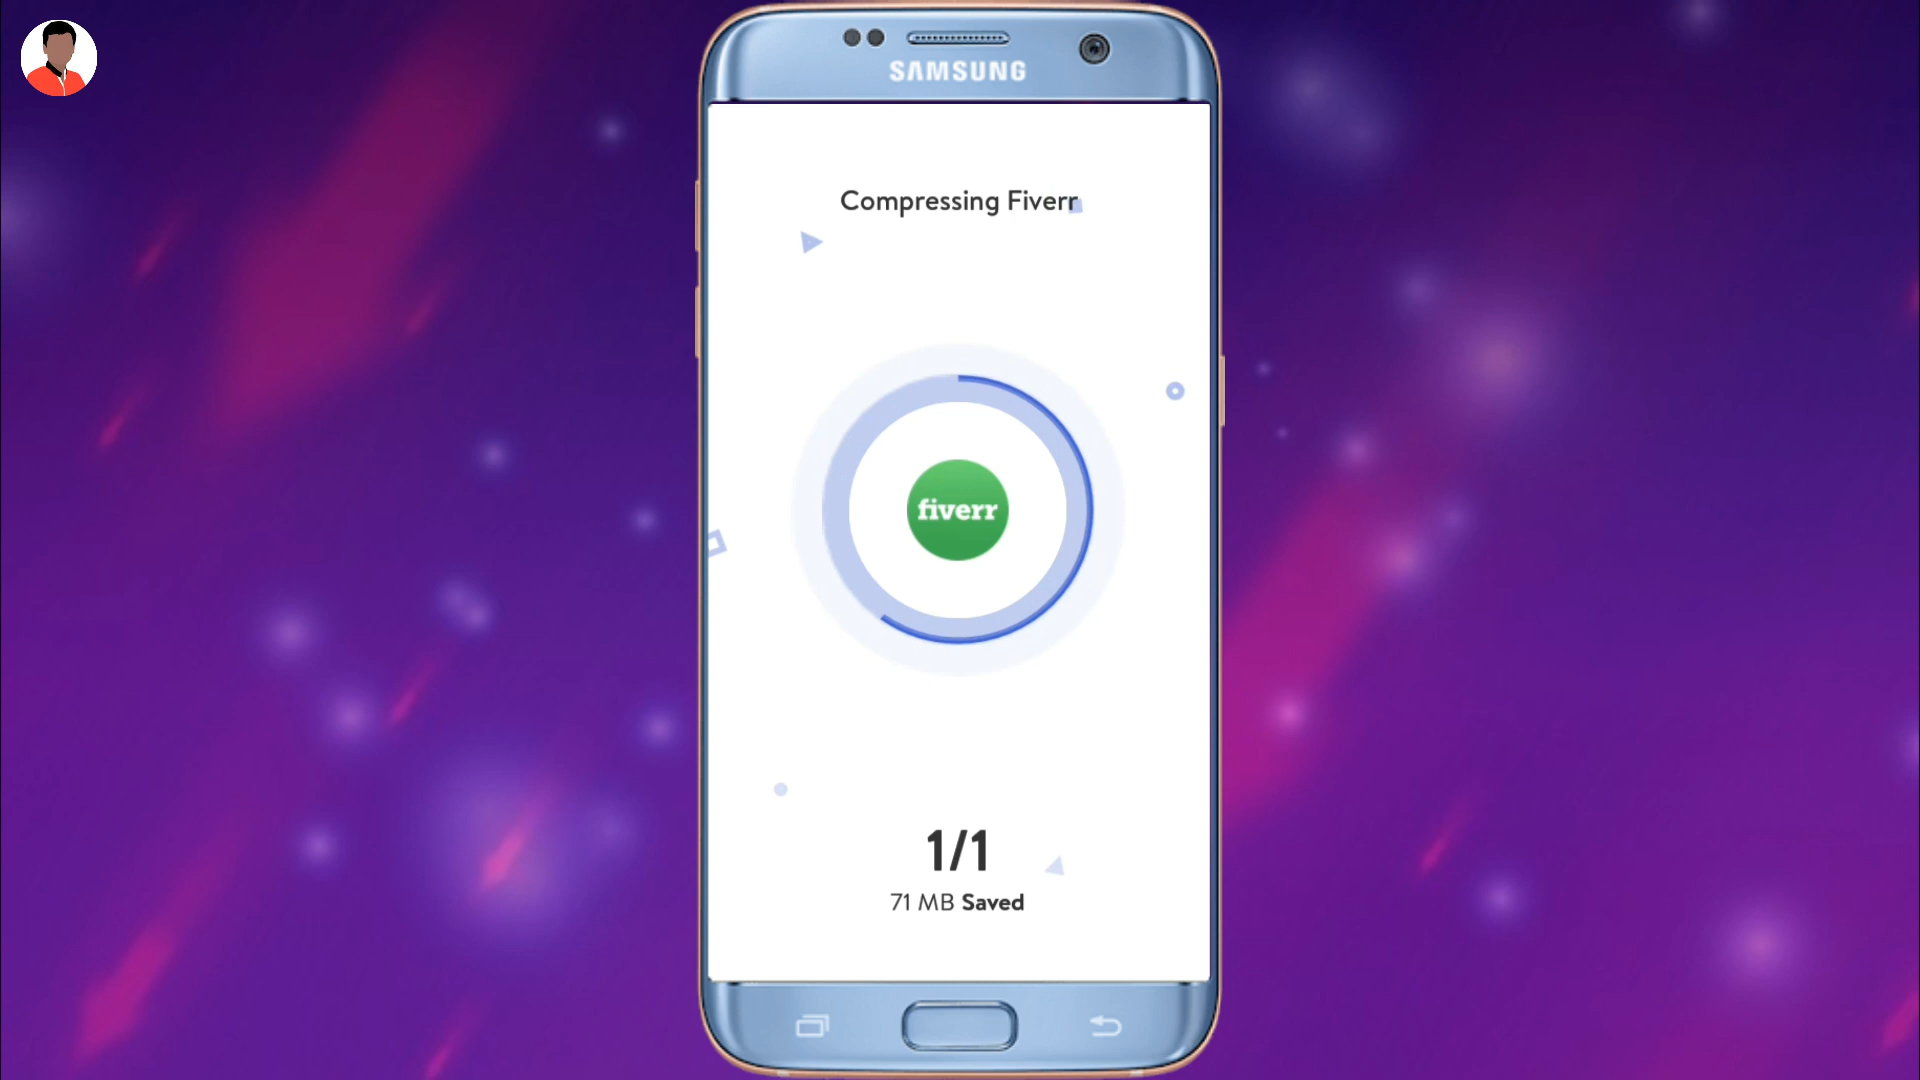 SAMSUNG
Compressing Fiverr
fiverr
1/1
71 MB Saved